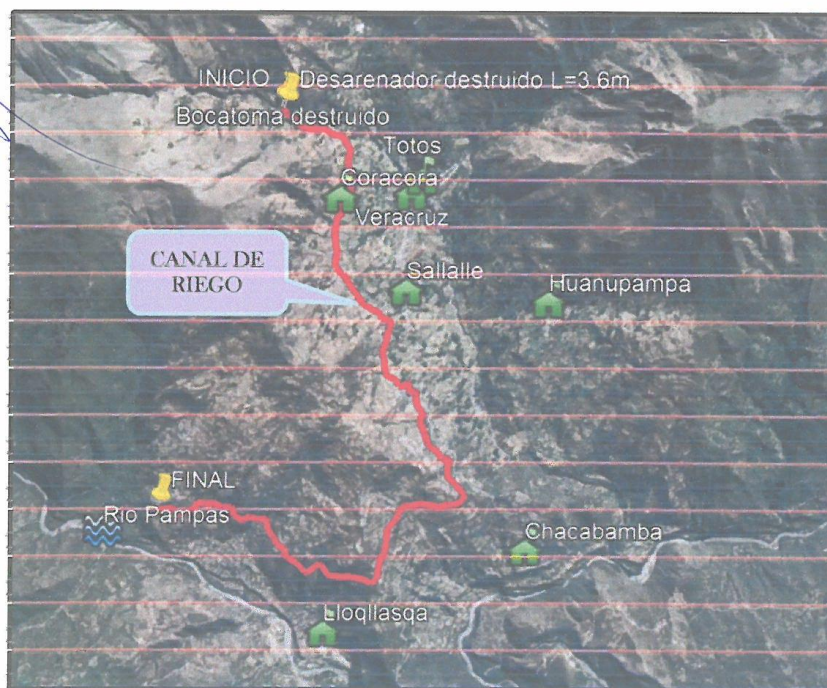 INICIO
Desarenador destruido L=3.6m
Bocatoma destruido
Totos
Coracora
Veracruz
CANAL DE
RIEGO
Sallalle
Huanupampa
FINAL
Rio Pampas
Chacabamba
Lloqllasqa